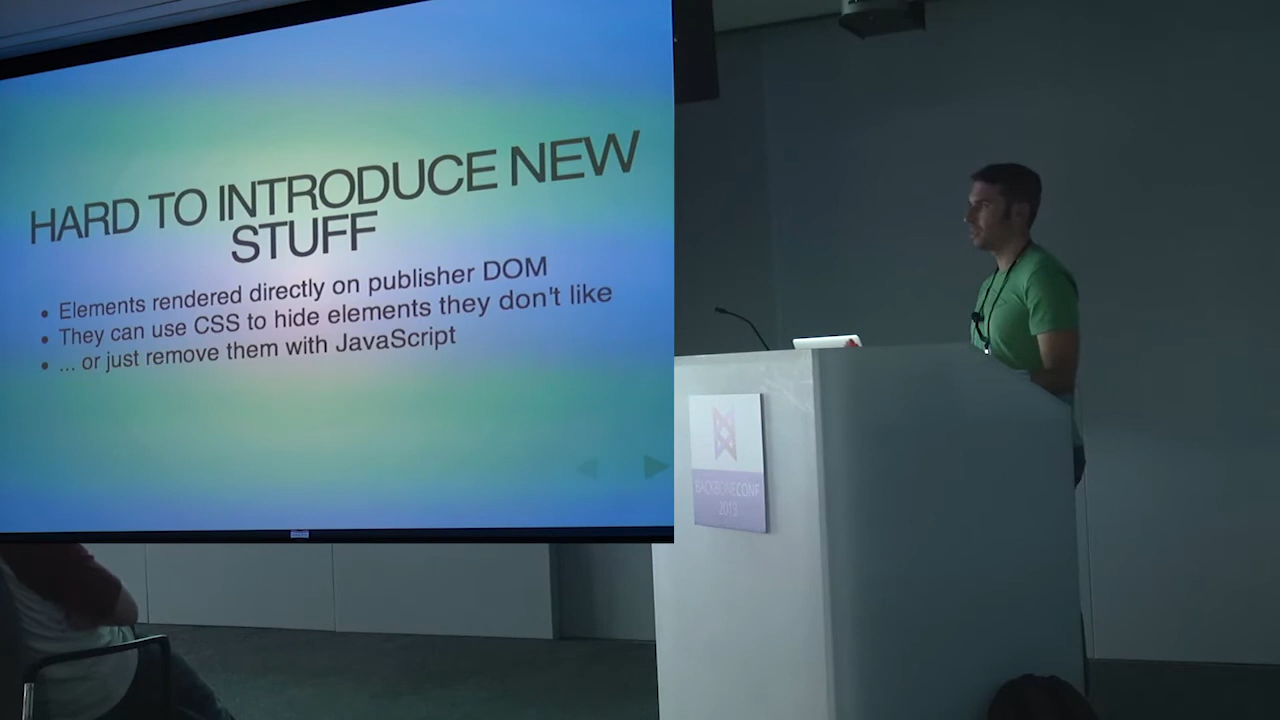 HARD TO INTRODUCE NEW
STUFF
• Elements rendered directly on publisher DOM
• They can use CSS to hide elements they don't like
• ... or just remove them with JavaScript
BACKBONECONF
2013